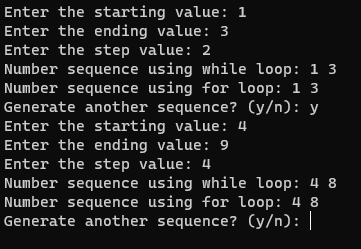 Enter the starting value: 1
Enter the ending value: 3
Enter the step value: 2
Number sequence using while loop: 1 3
Number sequence using for loop: 1 3
Generate another sequence? (y/n): y
Enter the starting value: 4
Enter the ending value: 9
Enter the step value: 4
Number sequence using while loop: 4 8
Number sequence using for loop: 4 8
Generate another sequence? (y/n):